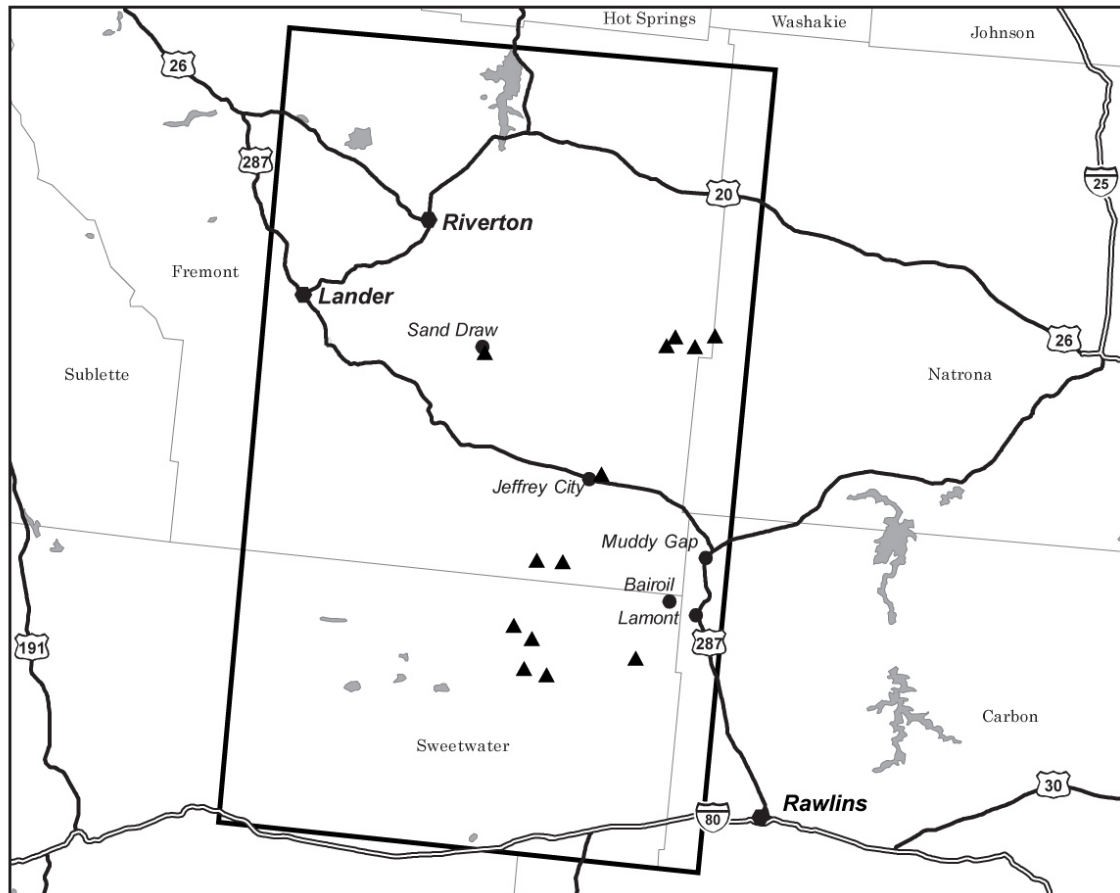 Hot Springs
Washakie
Johnson
26
287
25
20
Riverton
Fremont
Lander
Sand Draw
26
Sublette
Natrona
Jeffrey City
Muddy Gap
Bairoil
Lamont
191
287
Carbon
Sweetwater
30
Rawlins
80